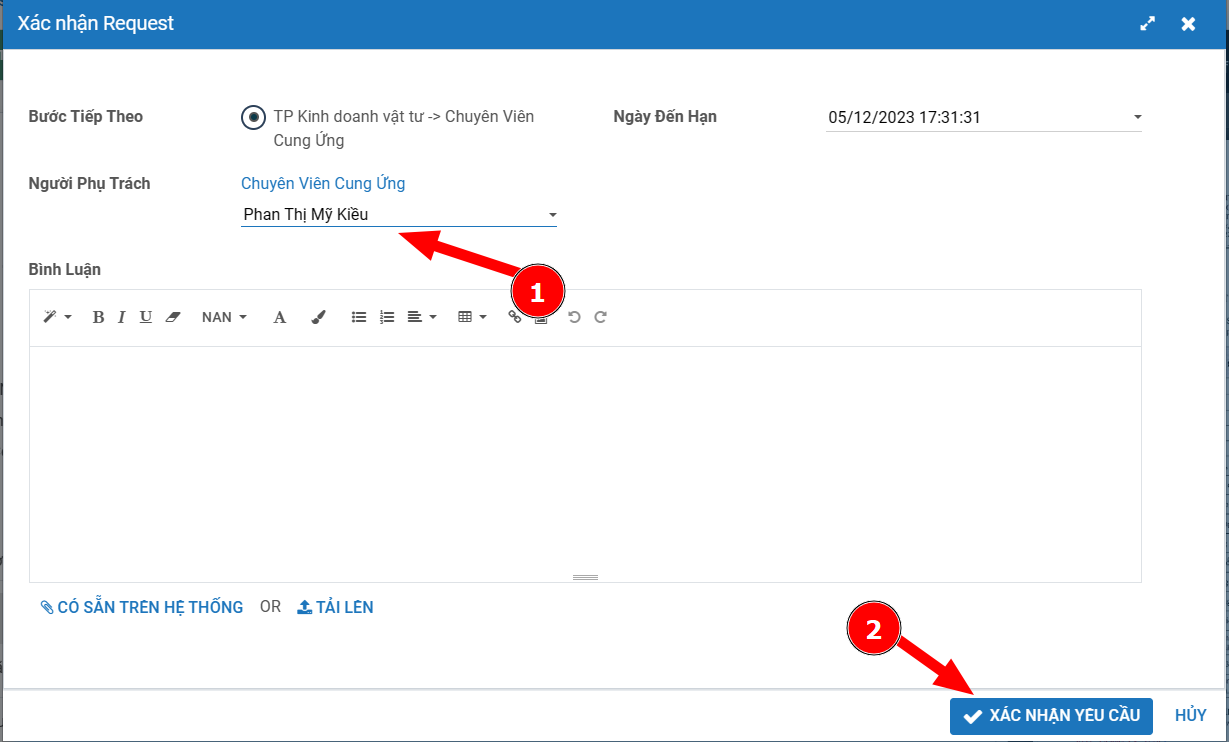 Xác nhận Request
Bước Tiếp Theo
TP Kinh doanh vật tư -> Chuyên Viên
Cung Ứng
Ngày Đến Hạn
05/12/2023 17:31:31
Người Phụ Trách
Chuyên Viên Cung Ứng
Phan Thị Mỹ Kiều
1
Bình Luận
B I U NAN A
CÓ SẴN TRÊN HỆ THỐNG OR TẢI LÊN
2
XÁC NHẬN YÊU CẦU HỦY